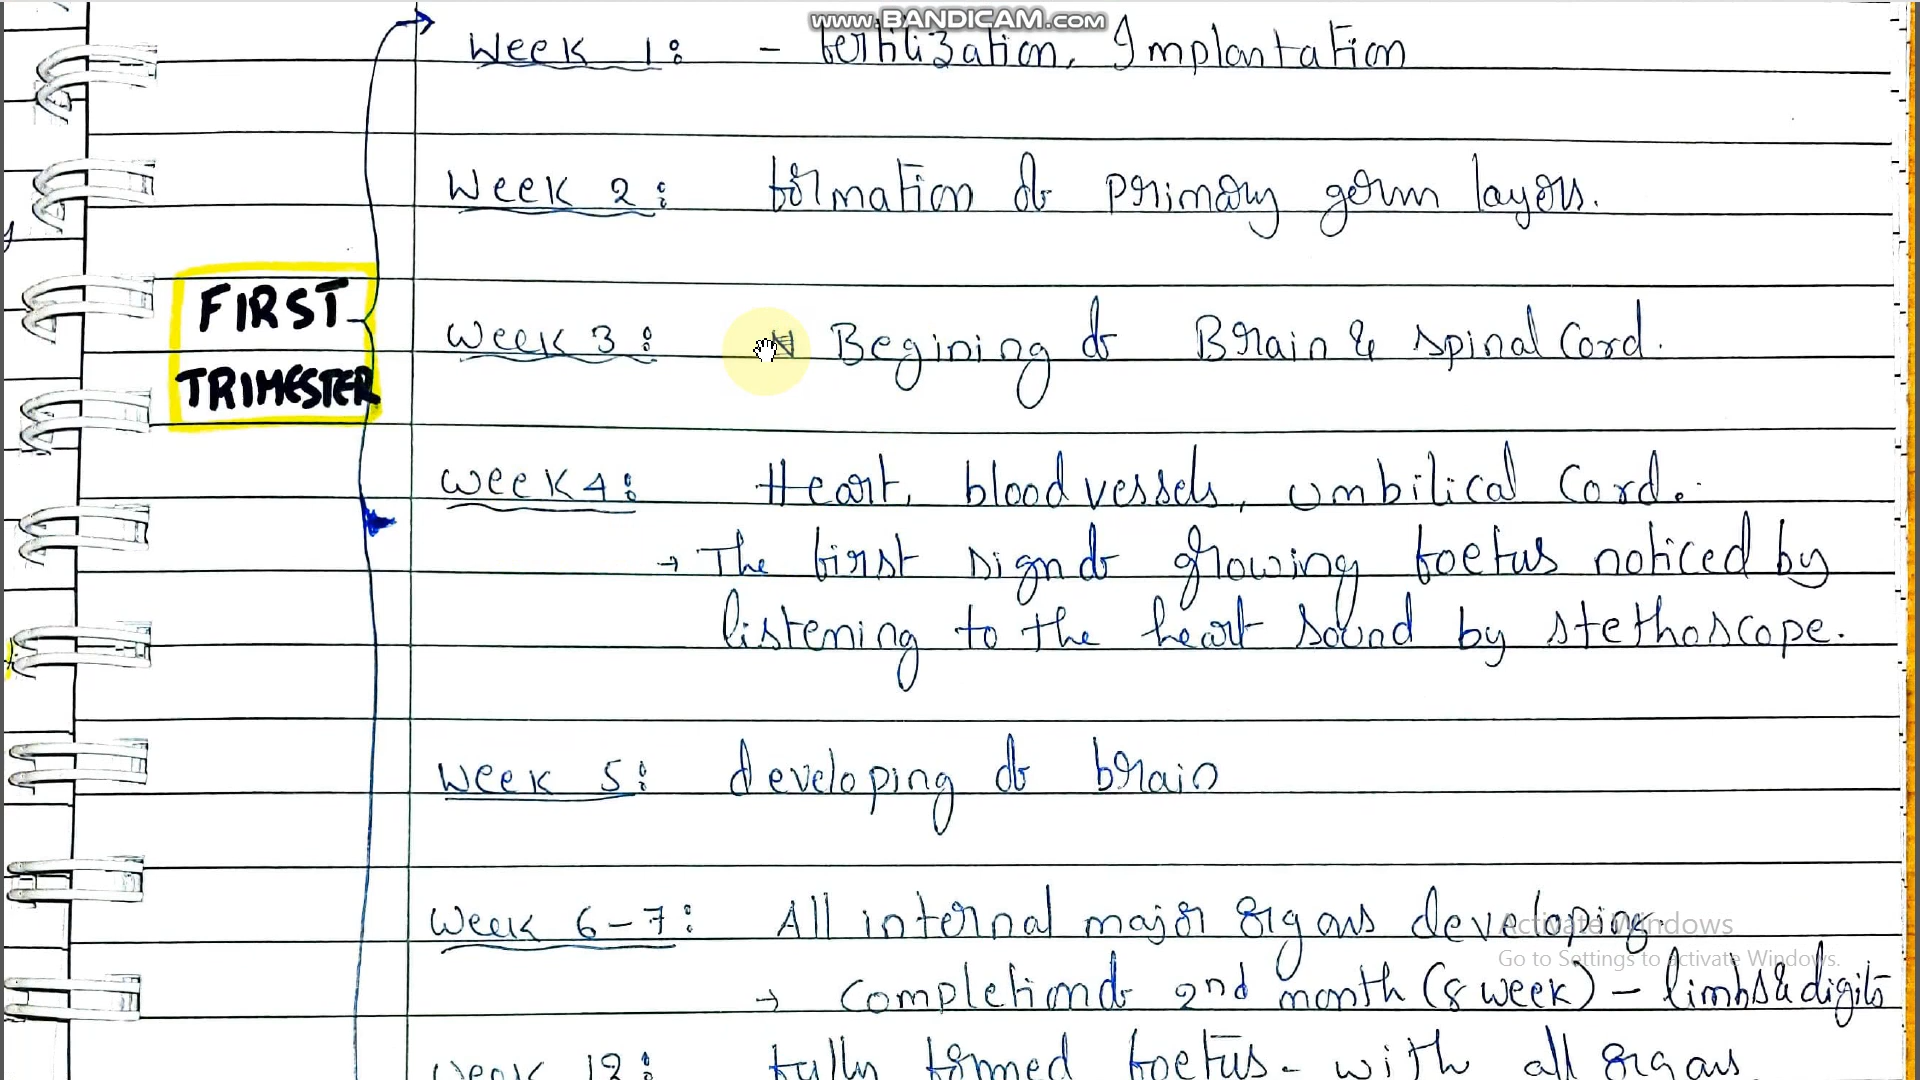 www.BANDICAM.com
Week 1: - fertilization, Implantation
Week 2: formation of primary germ layers.
FIRST
TRIMESTER
Week 3: Begining of Brain & spinal Cord.
Week 4: Heart, blood vessels, umbilical Cord.
→ The first sign of growing foetus noticed by
listening to the heart sound by stethoscope.
Week 5: developing of brain
Week 6-7: All internal major organs developing.
Activate Windows
Go to Settings to activate Windows.
→ Completion of 2nd month (8 week) - limbs & digits
Week 12: fully formed foetus - with all organs.